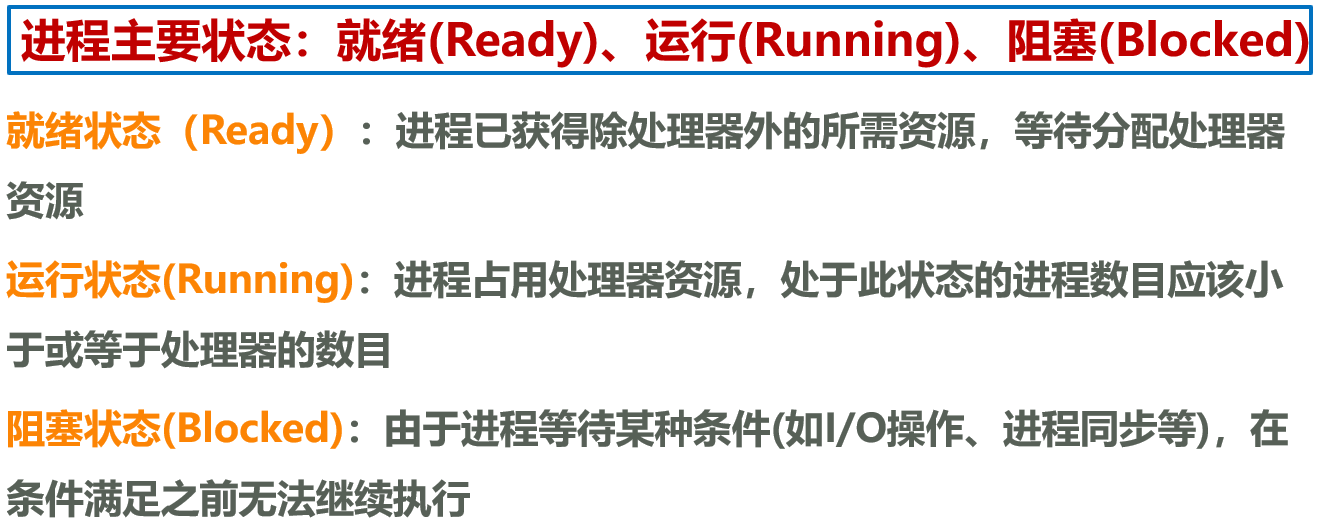 进程主要状态：就绪(Ready)、运行(Running)、阻塞(Blocked)
就绪状态（Ready）：进程已获得除处理器外的所需资源，等待分配处理器
资源
运行状态(Running)：进程占用处理器资源，处于此状态的进程数目应该小
于或等于处理器的数目
阻塞状态(Blocked)：由于进程等待某种条件(如I/O操作、进程同步等)，在
条件满足之前无法继续执行